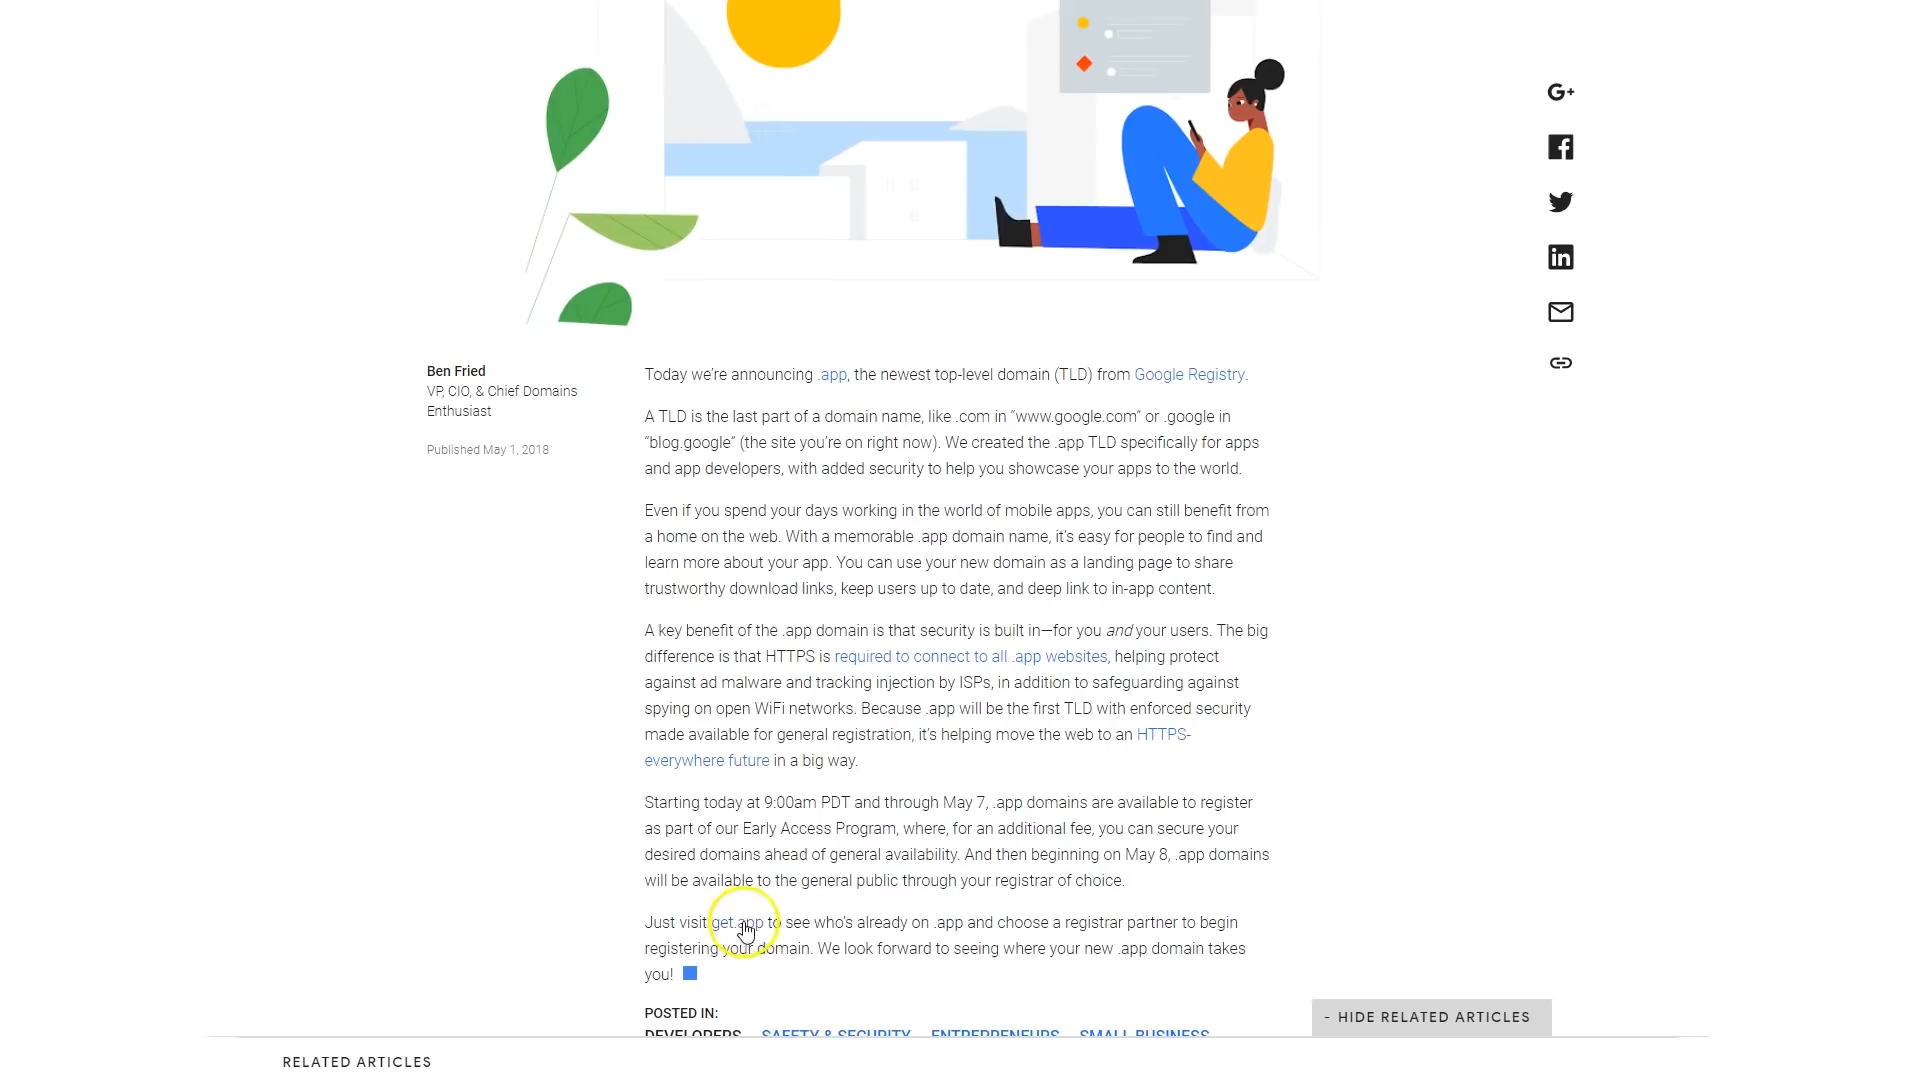 G+
Ben Fried
VP, CIO, & Chief Domains
Enthusiast
Published May 1, 2018
Today we’re announcing .app, the newest top-level domain (TLD) from Google Registry.
A TLD is the last part of a domain name, like .com in “www.google.com” or .google in
“blog.google” (the site you’re on right now). We created the .app TLD specifically for apps
and app developers, with added security to help you showcase your apps to the world.
Even if you spend your days working in the world of mobile apps, you can still benefit from
a home on the web. With a memorable .app domain name, it’s easy for people to find and
learn more about your app. You can use your new domain as a landing page to share
trustworthy download links, keep users up to date, and deep link to in-app content.
A key benefit of the .app domain is that security is built in—for you and your users. The big
difference is that HTTPS is required to connect to all .app websites, helping protect
against ad malware and tracking injection by ISPs, in addition to safeguarding against
spying on open WiFi networks. Because .app will be the first TLD with enforced security
made available for general registration, it’s helping move the web to an HTTPS-
everywhere future in a big way.
Starting today at 9:00am PDT and through May 7, .app domains are available to register
as part of our Early Access Program, where, for an additional fee, you can secure your
desired domains ahead of general availability. And then beginning on May 8, .app domains
will be available to the general public through your registrar of choice.
Just visit get.app to see who’s already on .app and choose a registrar partner to begin
registering your domain. We look forward to seeing where your new .app domain takes
you!
POSTED IN:
DEVELOPERS SAFETY & SECURITY ENTREPRENEURS SMALL BUSINESS
- HIDE RELATED ARTICLES
RELATED ARTICLES